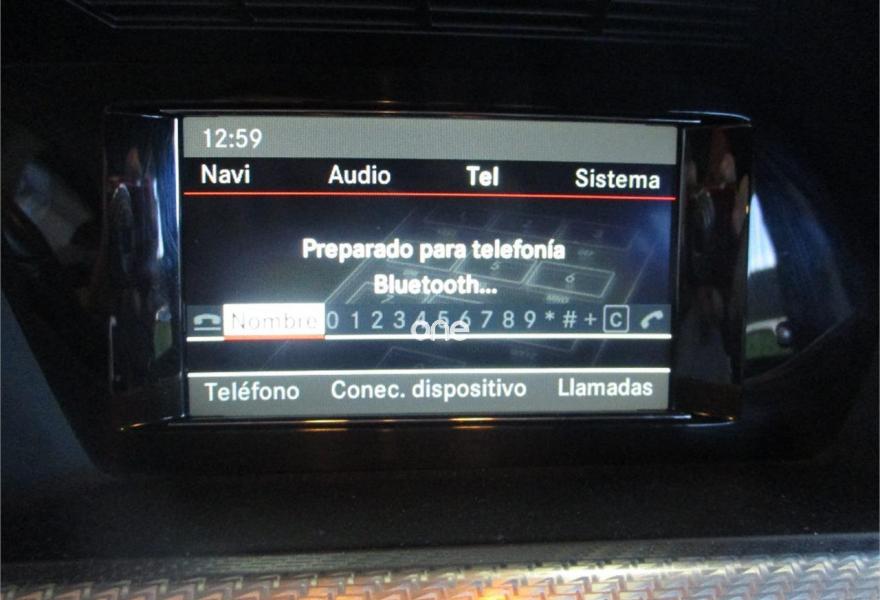 12:59
Navi Audio Tel Sistema
Preparado para telefonía
Bluetooth...
Nombre 0 1 2 3 4 5 6 7 8 9 * # + C
one
Teléfono Conec. dispositivo Llamadas